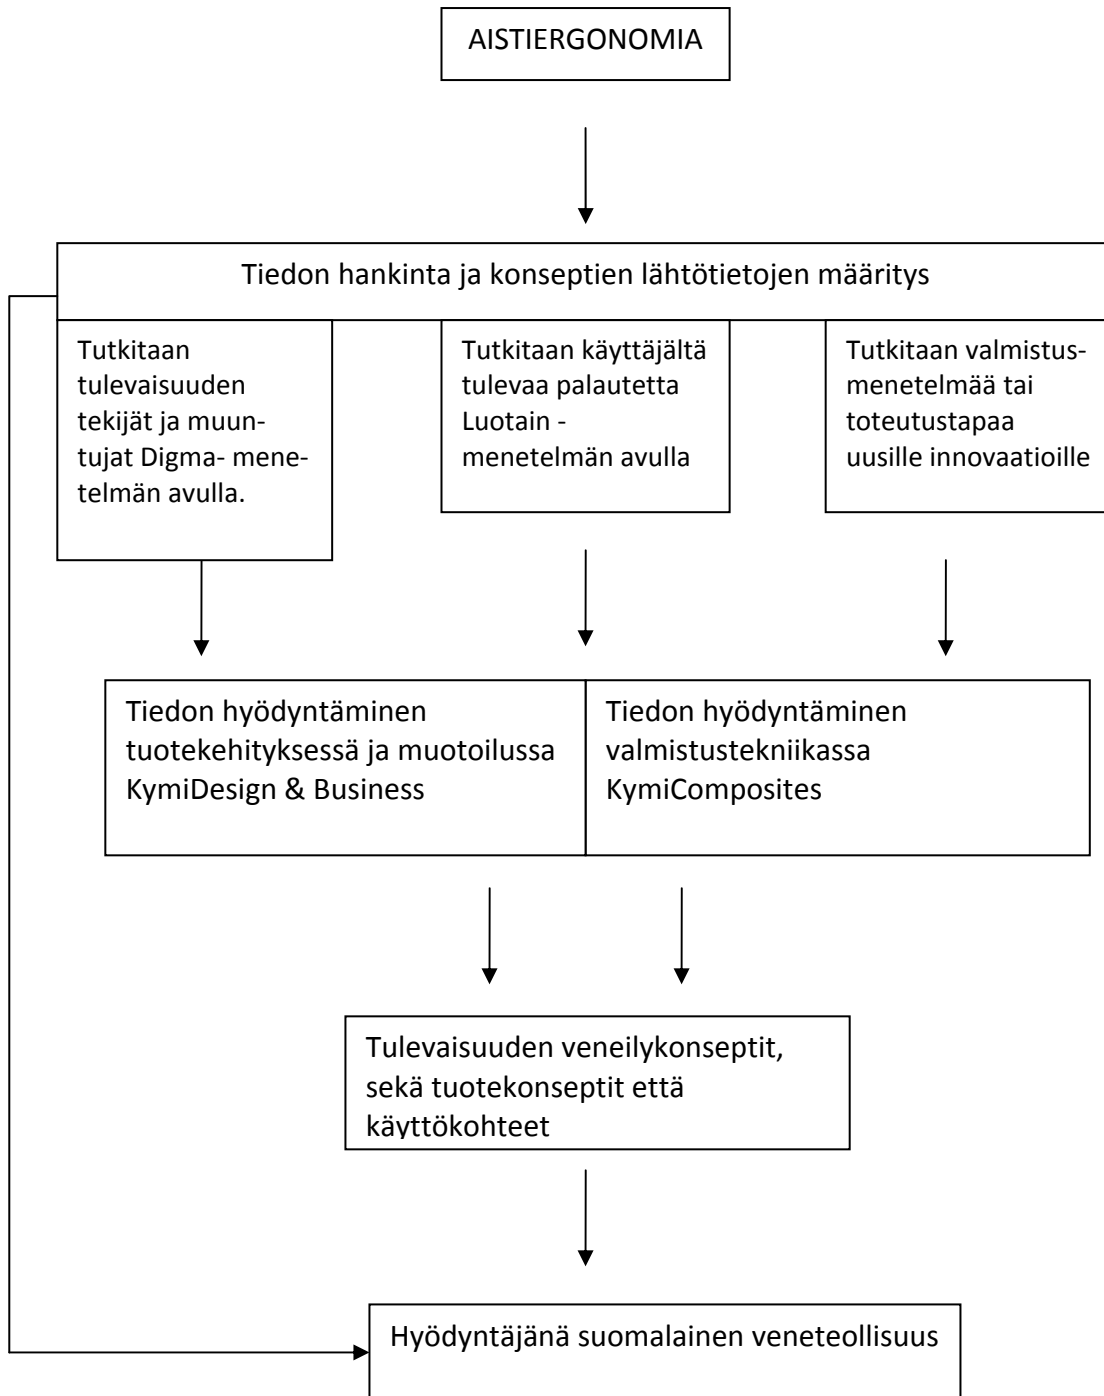 AISTIERGONOMIA
Tiedon hankinta ja konseptien lähtötietojen määritys
Tutkitaan
tulevaisuuden
tekijät ja muun-
tujat Digma- mene-
telmän avulla.
Tutkitaan käyttäjältä
tulevaa palautetta
Luotain -
menetelmän avulla
Tutkitaan valmistus-
menetelmää tai
toteutustapaa
uusille innovaatioille
Tiedon hyödyntäminen
tuotekehityksessä ja muotoilussa
KymiDesign & Business
Tiedon hyödyntäminen
valmistustekniikassa
KymiComposites
Tulevaisuuden veneilykonseptit,
sekä tuotekonseptit että
käyttökohteet
Hyödyntäjänä suomalainen veneteollisuus